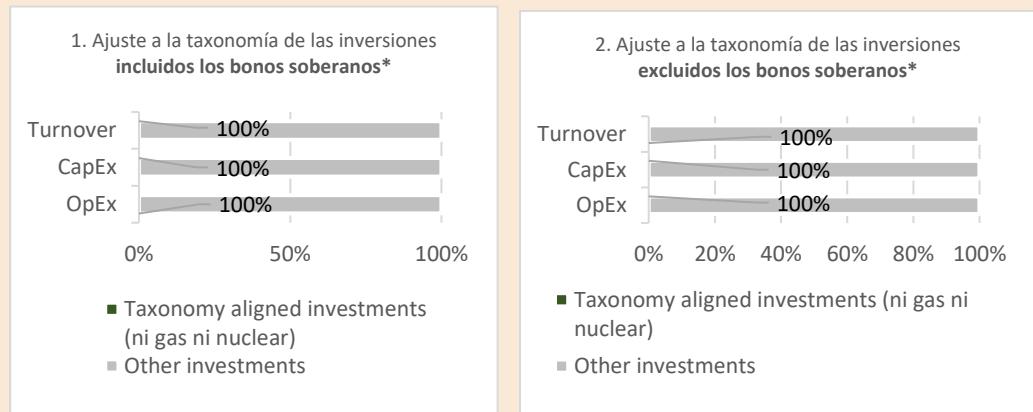 1. Ajuste a la taxonomía de las inversiones
incluidos los bonos soberanos*
Turnover
100%
CapEx
100%
OpEx
100%
0%
50%
100%
Taxonomy aligned investments
(ni gas ni nuclear)
Other investments
2. Ajuste a la taxonomía de las inversiones
excluidos los bonos soberanos*
Turnover
100%
CapEx
100%
OpEx
100%
0%
20%
40%
60%
80%
100%
Taxonomy aligned investments (ni gas ni
nuclear)
Other investments